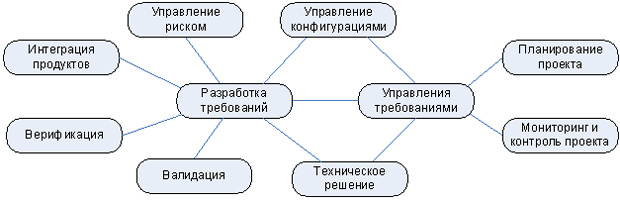 Управление
риском
Управление
конфигурациями
Интеграция
продуктов
Планирование
проекта
Разработка
требований
Управления
требованиями
Верификация
Мониторинг и
контроль проекта
Валидация
Техническое
решение